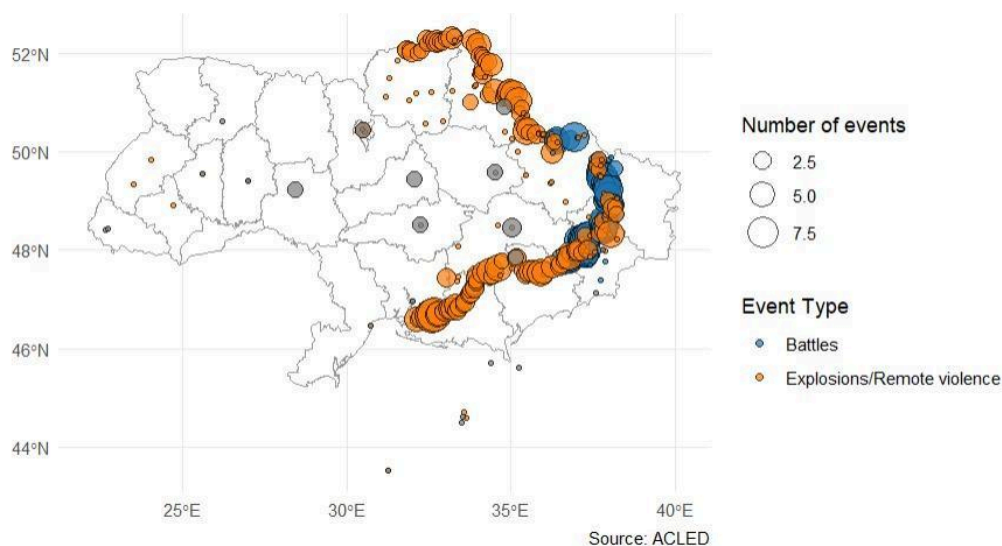 52°N
50°N
48°N
46°N
44°N
25°E
30°E
35°E
40°E
Number of events
2.5
5.0
7.5
Event Type
Battles
Explosions/Remote violence
Source: ACLED